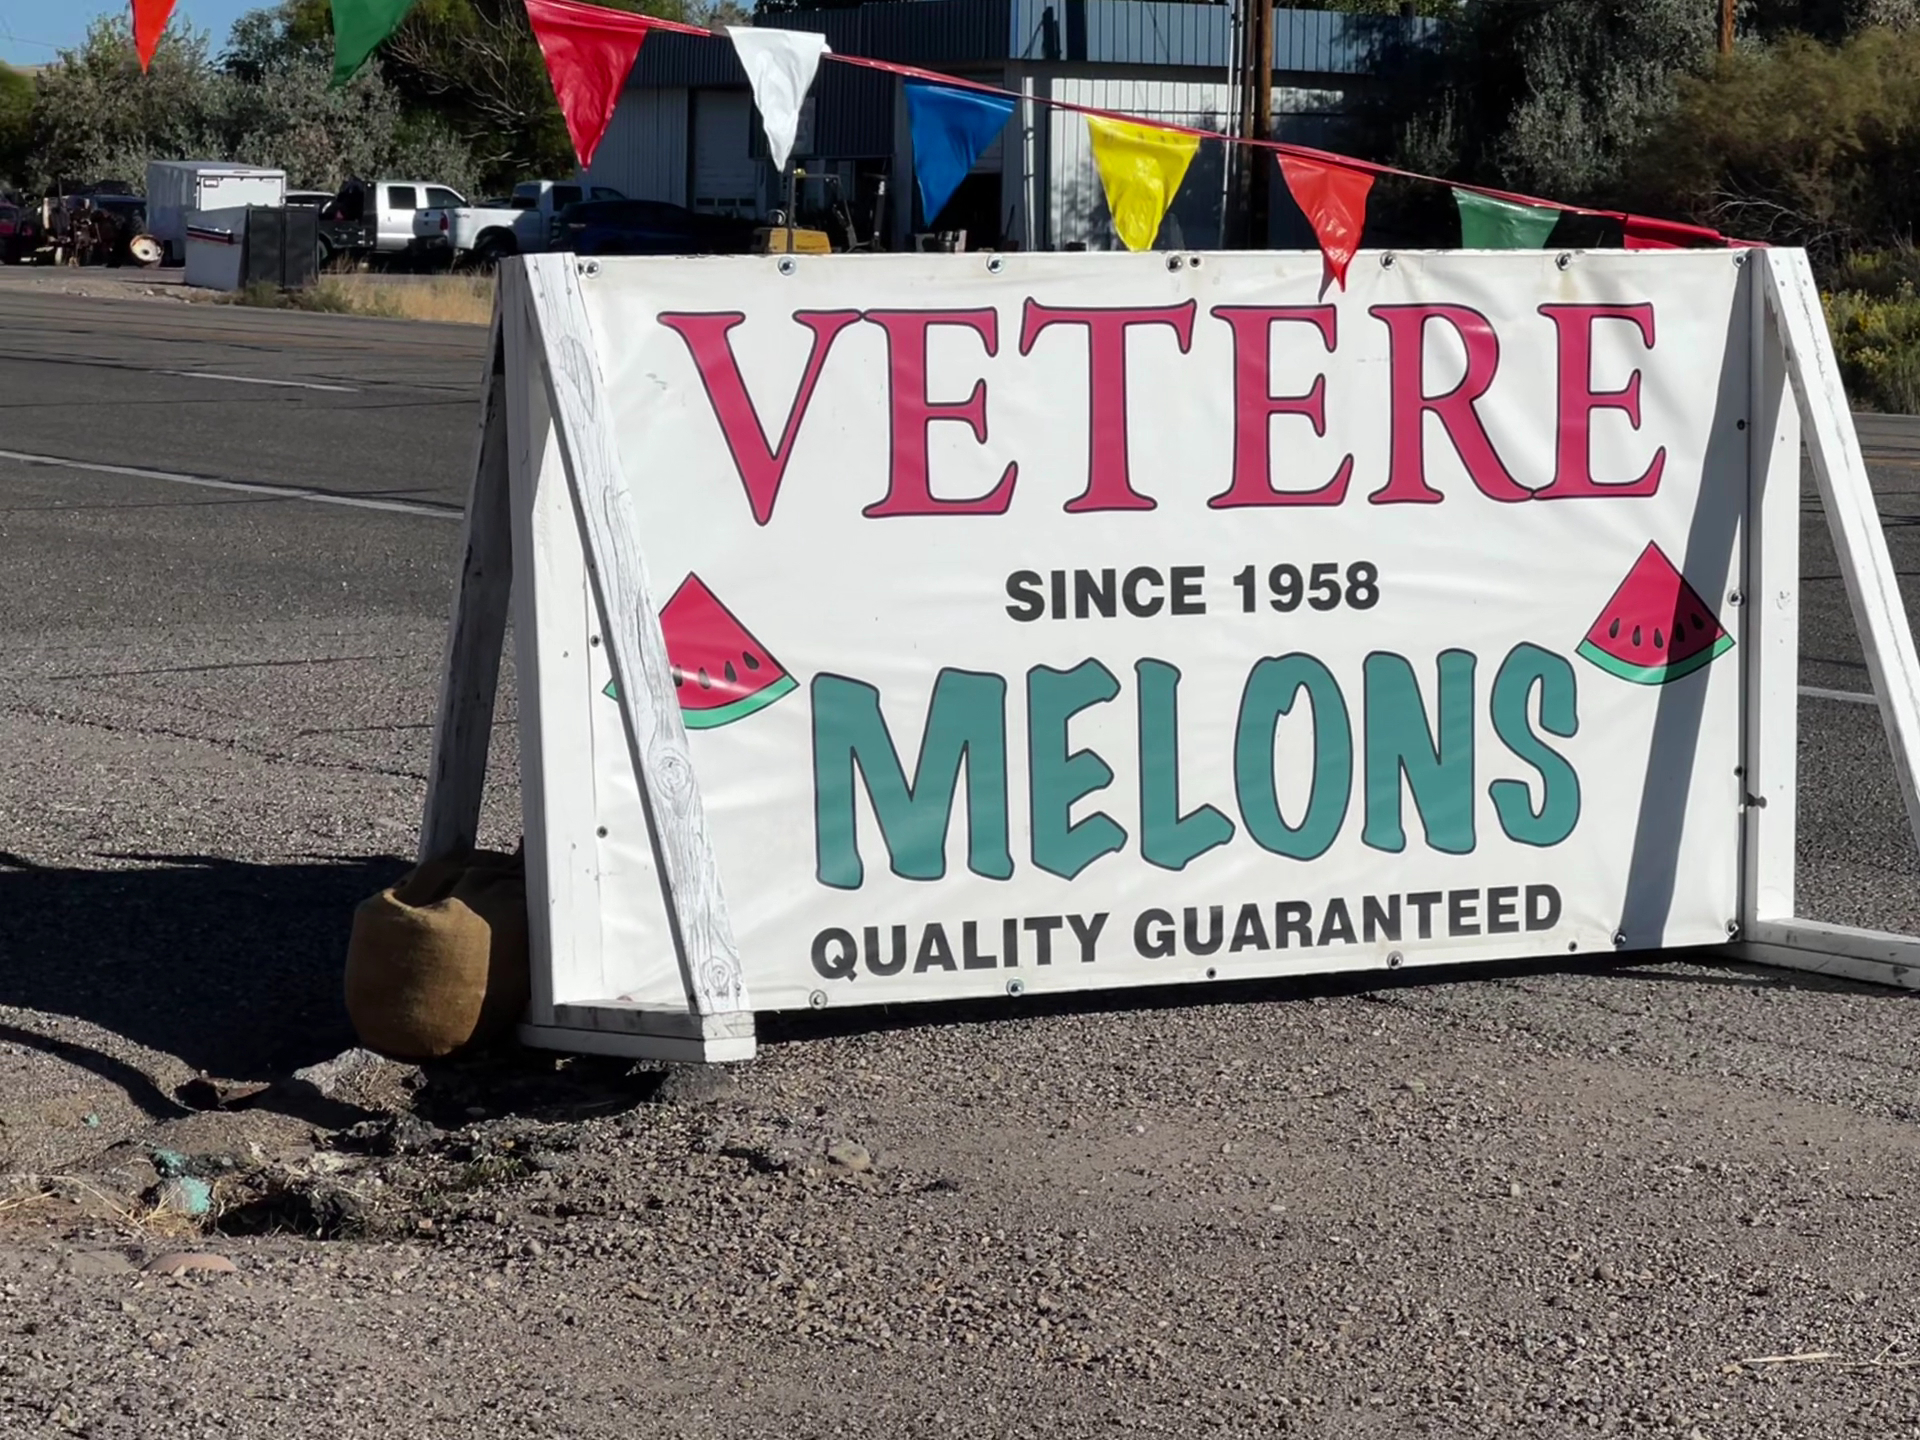 VETERE
SINCE 1958
MELONS
QUALITY GUARANTEED